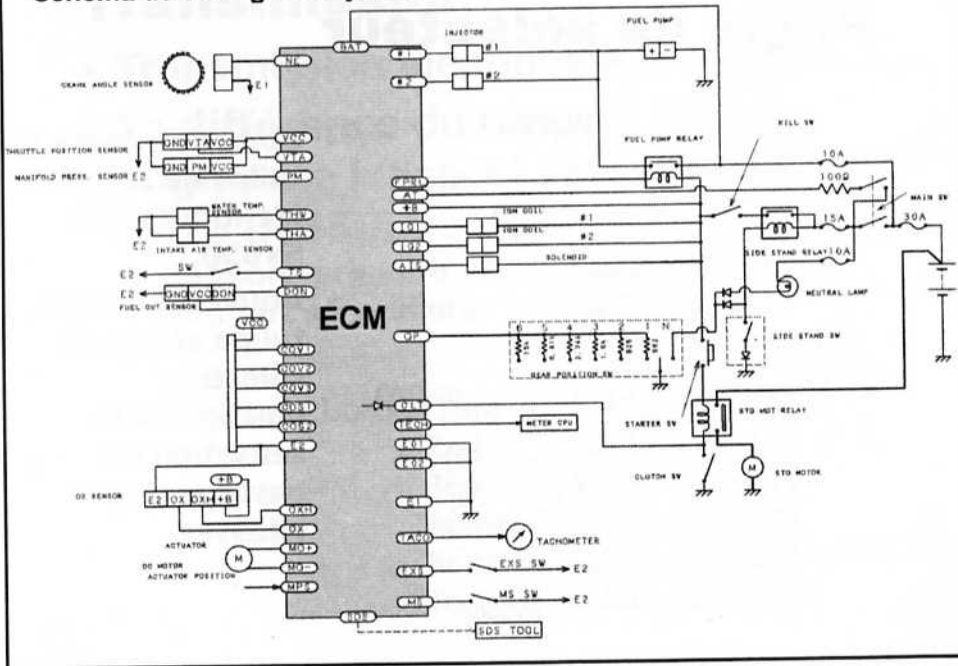 BAT
INJECTOR
FUEL PUMP
#1
#1
+ -
NE
#2
#2
CRANK ANGLE SENSOR
E1
KILL SW
FUEL PUMP RELAY
GND VTA VCC
VCC
10A
THROTTLE POSITION SENSOR
VTA
GND PM VCC
PM
MANIFOLD PRESS. SENSOR
E2
AT
100Ω
MAIN SW
WATER TEMP. SENSOR
THW
+B
IGN COIL
#1
IG1
IGN COIL
15A
30A
E2
THA
IG2
#2
INTAKE AIR TEMP. SENSOR
SIDE STAND RELAY
10A
SOLENOID
E2
SW
TS
AIS
E2
GND VCC DON
DON
NEUTRAL LAMP
FUEL OUT SENSOR
ECM
VCC
GP
6 5 4 3 2 1 N
SIDE STAND SW
COV1
COV2
GEAR POSITION SW
COV3
COS1
STARTER SW
STG MOT RELAY
COS2
TECH
METER CPU
E2
E01
E02
CLUTCH SW
M
STG MOTOR
+B
O2 SENSOR
E2 OX OXH +B
E1
OXH
OX
TACO
TACHOMETER
ACTUATOR
MO+
M
DC MOTOR
MO-
EXS
EXS SW
E2
ACTUATOR POSITION
MPS
MS
MS SW
E2
SDS
SDS TOOL